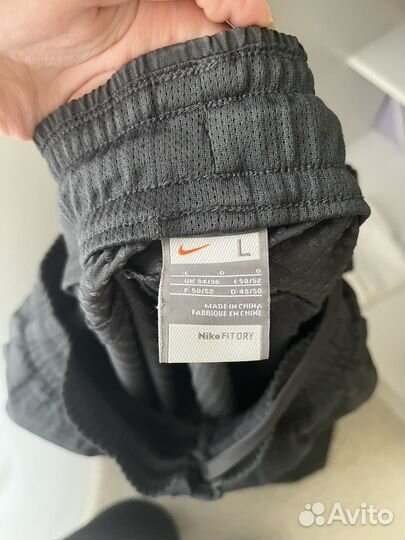 L
L G G
UK 34/36 I 50/52
F 50/52 D 48/50
MADE IN CHINA
FABRIQUE EN CHINE
Nike FIT DRY
Avito